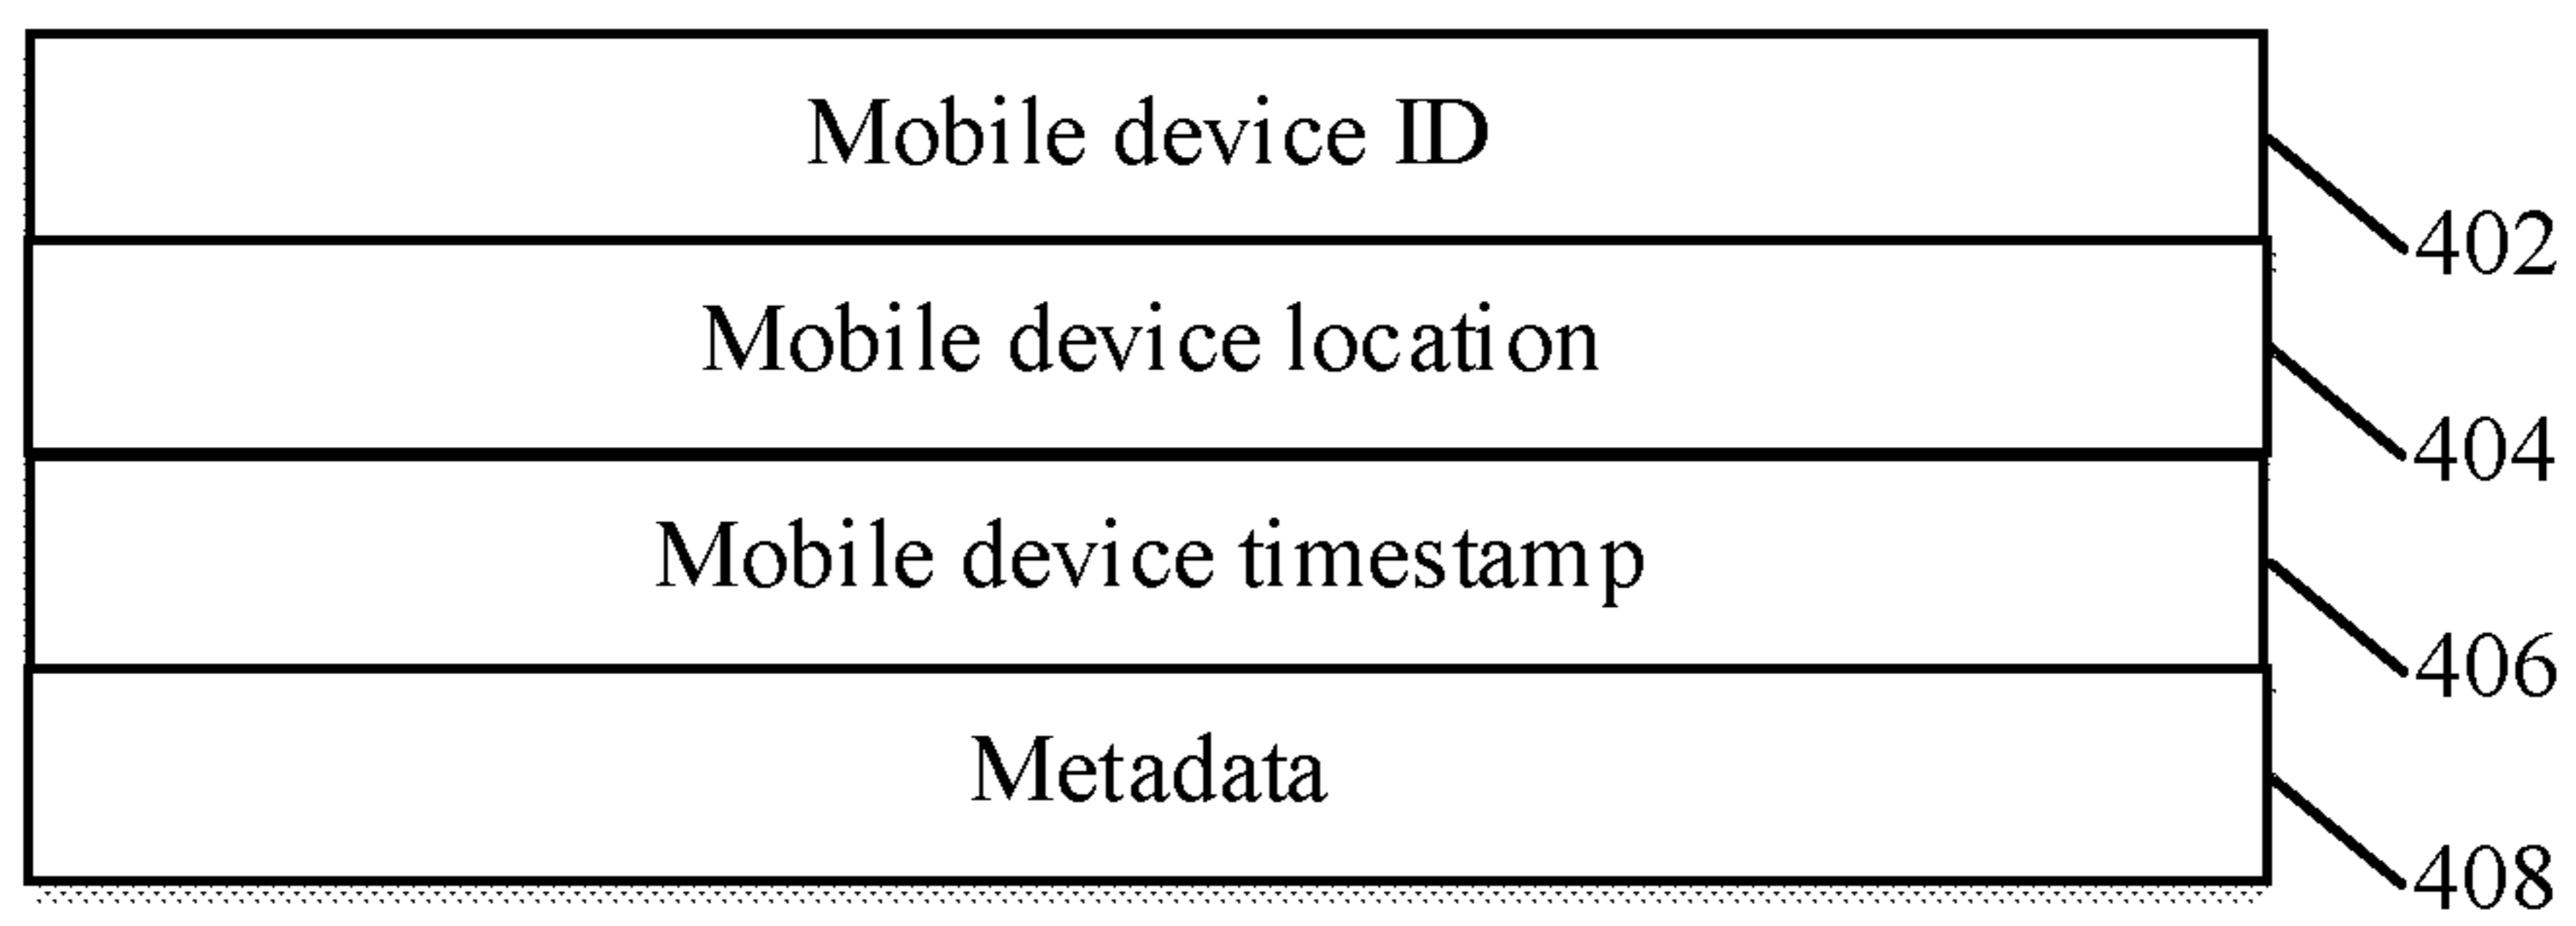 Mobile device ID
402
Mobile device location
404
Mobile device timestamp
406
Metadata
408